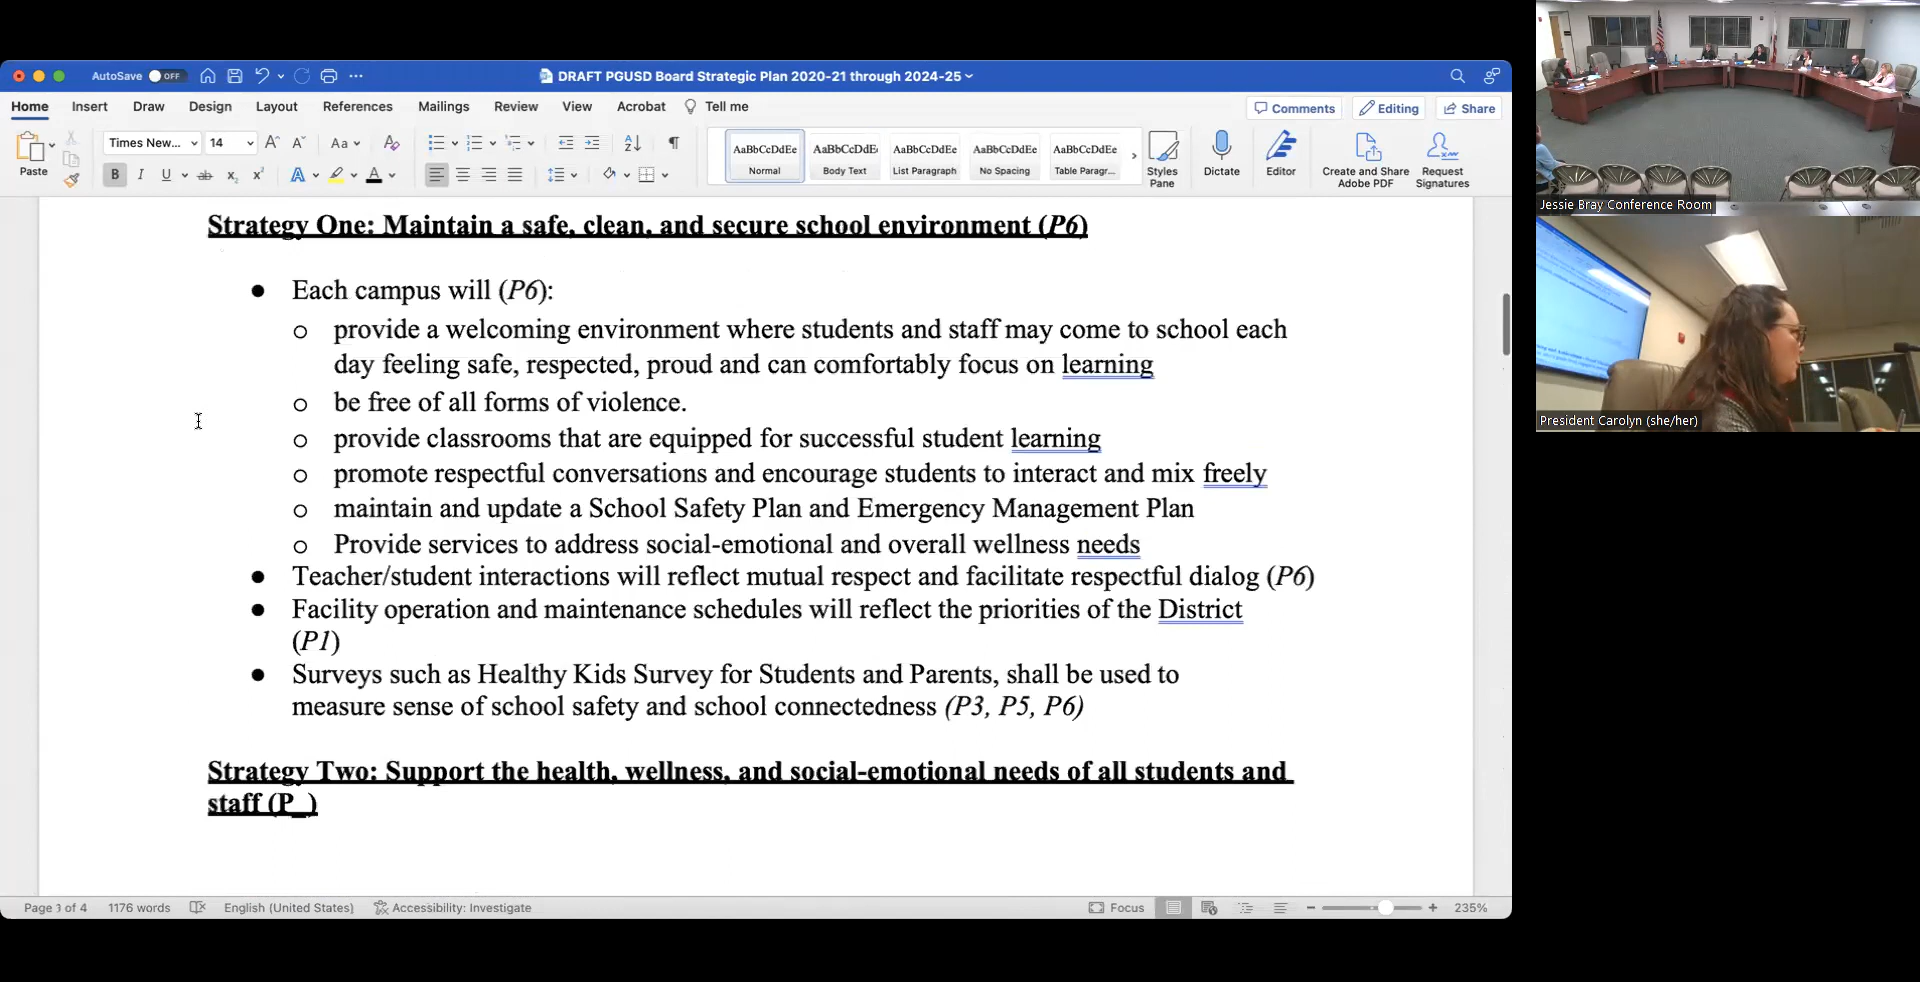 AutoSave OFF
DRAFT PGUSD Board Strategic Plan 2020-21 through 2024-25
Home Insert Draw Design Layout References Mailings Review View Acrobat Tell me
Comments Editing Share
Paste
Times New... 14
AaBbCcDdEe AaBbCcDdE AaBbCcDdEe AaBbCcDdEe AaBbCcDdEe
Normal Body Text List Paragraph No Spacing Table Paragr...
Styles Pane
Dictate
Editor
Create and Share Adobe PDF
Request Signatures
Strategy One: Maintain a safe, clean, and secure school environment (P6)
● Each campus will (P6):
o provide a welcoming environment where students and staff may come to school each
day feeling safe, respected, proud and can comfortably focus on learning
o be free of all forms of violence.
o provide classrooms that are equipped for successful student learning
o promote respectful conversations and encourage students to interact and mix freely
o maintain and update a School Safety Plan and Emergency Management Plan
o Provide services to address social-emotional and overall wellness needs
● Teacher/student interactions will reflect mutual respect and facilitate respectful dialog (P6)
● Facility operation and maintenance schedules will reflect the priorities of the District
(P1)
● Surveys such as Healthy Kids Survey for Students and Parents, shall be used to
measure sense of school safety and school connectedness (P3, P5, P6)
Strategy Two: Support the health, wellness, and social-emotional needs of all students and
staff (P_)
Page 3 of 4 1176 words English (United States) Accessibility: Investigate
Focus 235%
Jessie Bray Conference Room
President Carolyn (she/her)